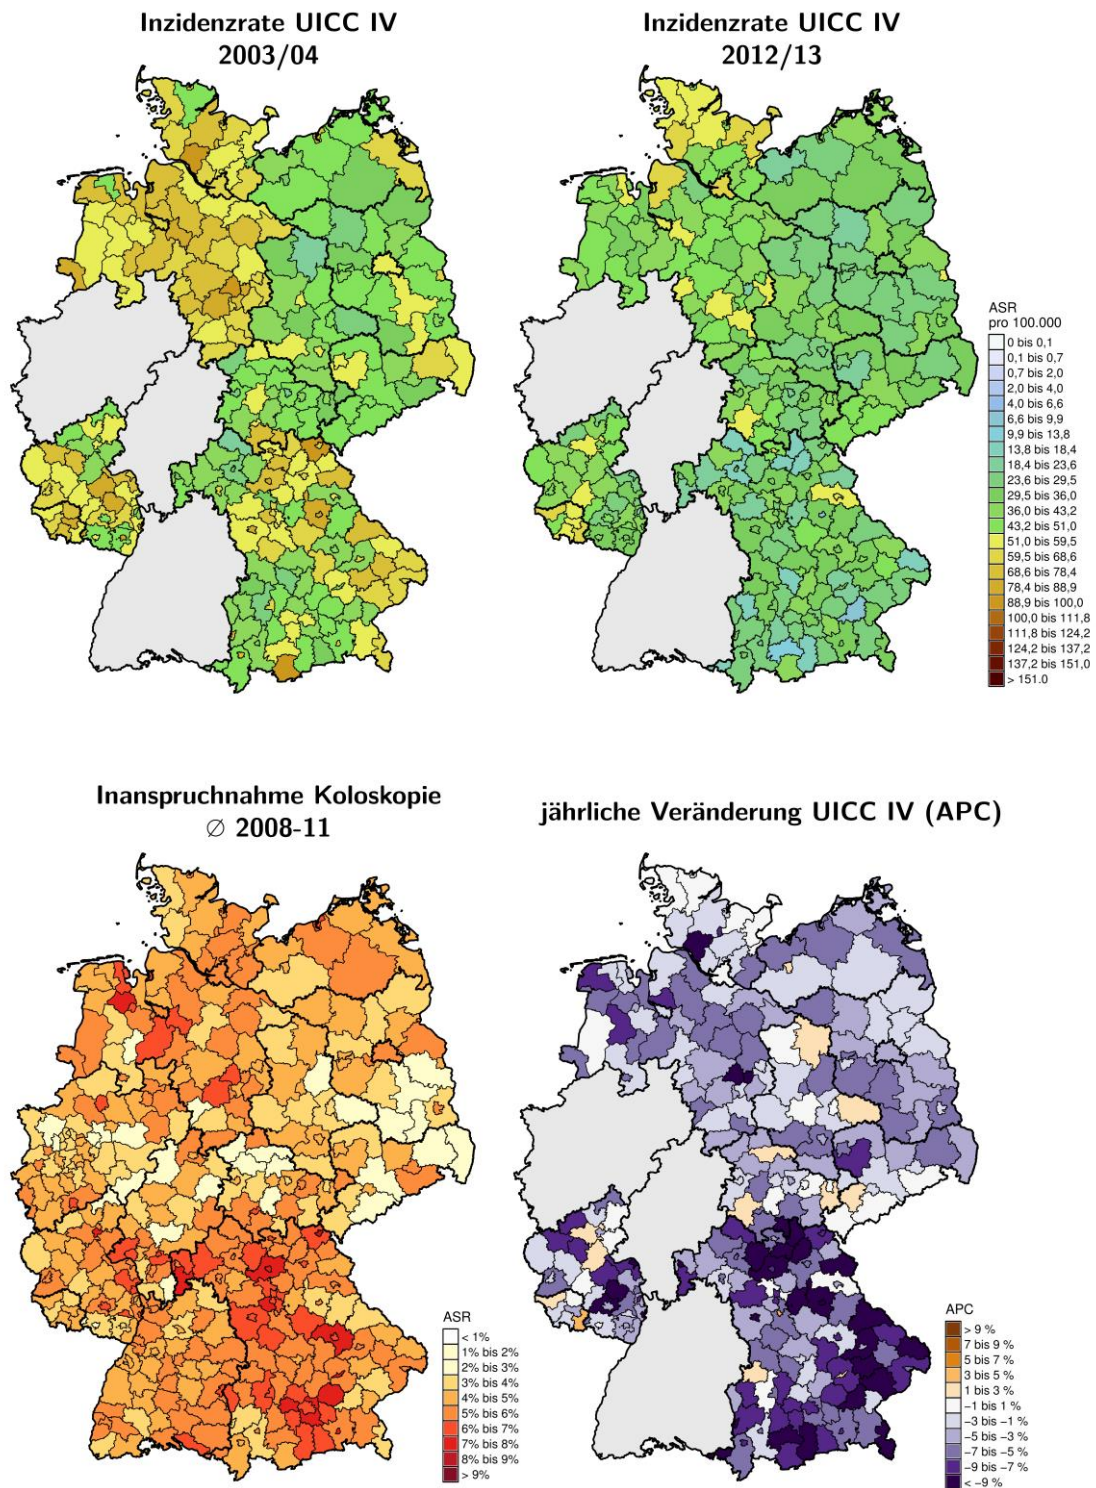 Inzidenzrate UICC IV
2003/04
Inzidenzrate UICC IV
2012/13
ASR
pro 100.000
0 bis 0,1
0,1 bis 0,7
0,7 bis 2,0
2,0 bis 4,0
4,0 bis 6,6
6,6 bis 9,9
9,9 bis 13,8
13,8 bis 18,4
18,4 bis 23,6
23,6 bis 29,5
29,5 bis 36,0
36,0 bis 43,2
43,2 bis 51,0
51,0 bis 59,5
59,5 bis 68,6
68,6 bis 78,4
78,4 bis 88,9
88,9 bis 100,0
100,0 bis 111,8
111,8 bis 124,2
124,2 bis 137,2
137,2 bis 151,0
> 151.0
Inanspruchnahme Koloskopie
∅ 2008-11
jährliche Veränderung UICC IV (APC)
ASR
< 1%
1% bis 2%
2% bis 3%
3% bis 4%
4% bis 5%
5% bis 6%
6% bis 7%
7% bis 8%
8% bis 9%
> 9%
APC
> 9 %
7 bis 9 %
5 bis 7 %
3 bis 5 %
1 bis 3 %
−1 bis 1 %
−3 bis −1 %
−5 bis −3 %
−7 bis −5 %
−9 bis −7 %
< −9 %